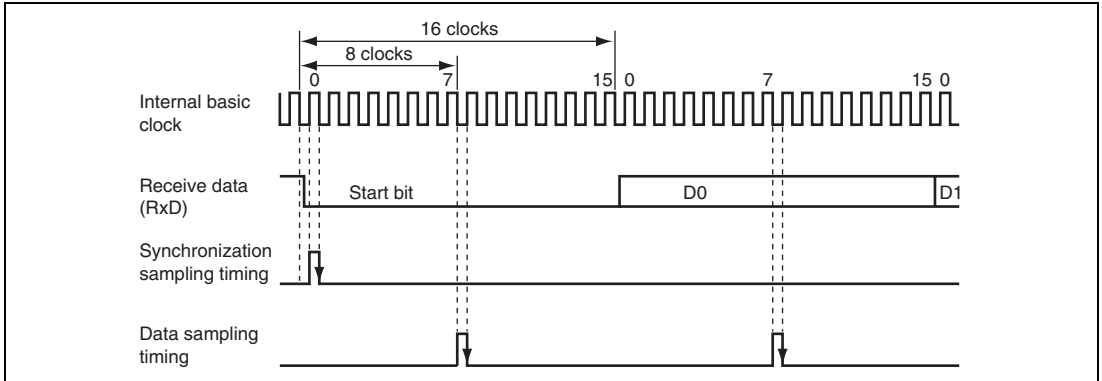 16 clocks
8 clocks
0 7 15 0 7 15 0
Internal basic
clock
Receive data
(RxD)
Start bit D0 D1
Synchronization
sampling timing
Data sampling
timing